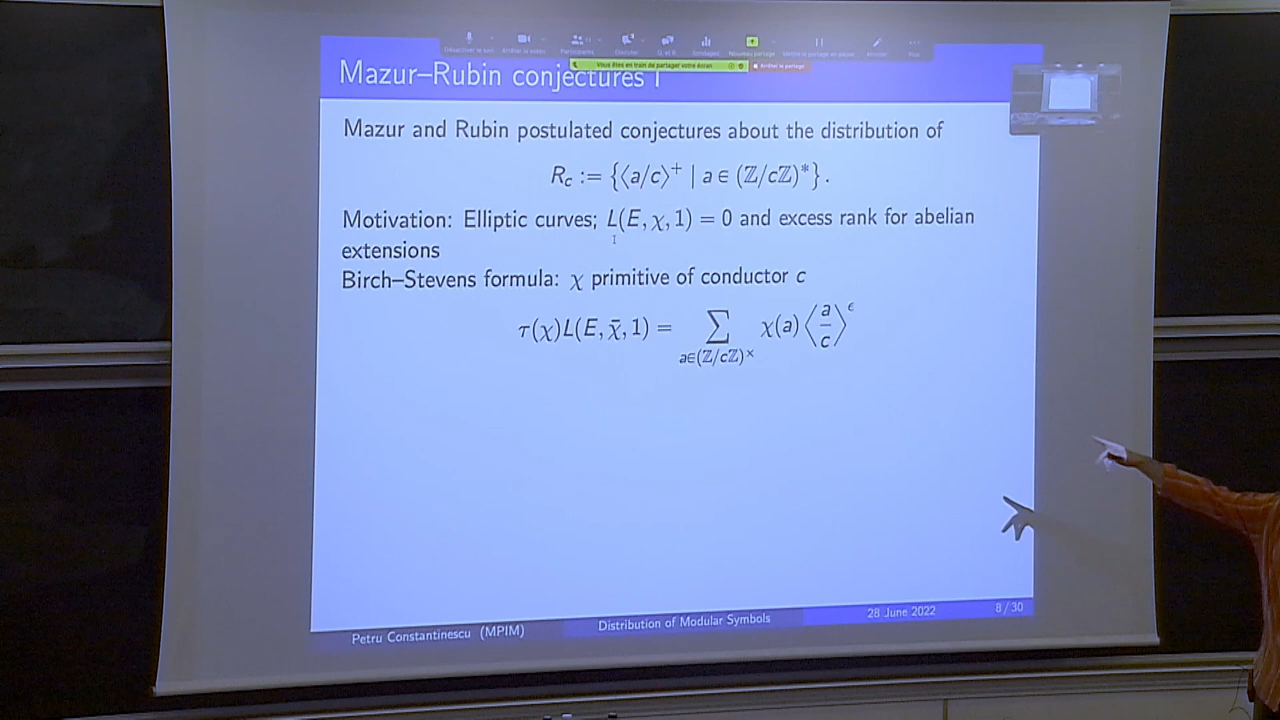 Vous êtes en train de partager votre écran
Arrêter le partage
Mazur–Rubin conjectures I
Mazur and Rubin postulated conjectures about the distribution of
R_c := {⟨a/c⟩⁺ | a ∈ (ℤ/cℤ)*} .
Motivation: Elliptic curves; L(E, χ, 1) = 0 and excess rank for abelian
extensions
Birch–Stevens formula: χ primitive of conductor c
τ(χ)L(E, χ̄, 1) = ∑_{a∈(ℤ/cℤ)^×} χ(a) ⟨a/c⟩^ε
Petru Constantinescu (MPIM) Distribution of Modular Symbols 28 June 2022 8 / 30